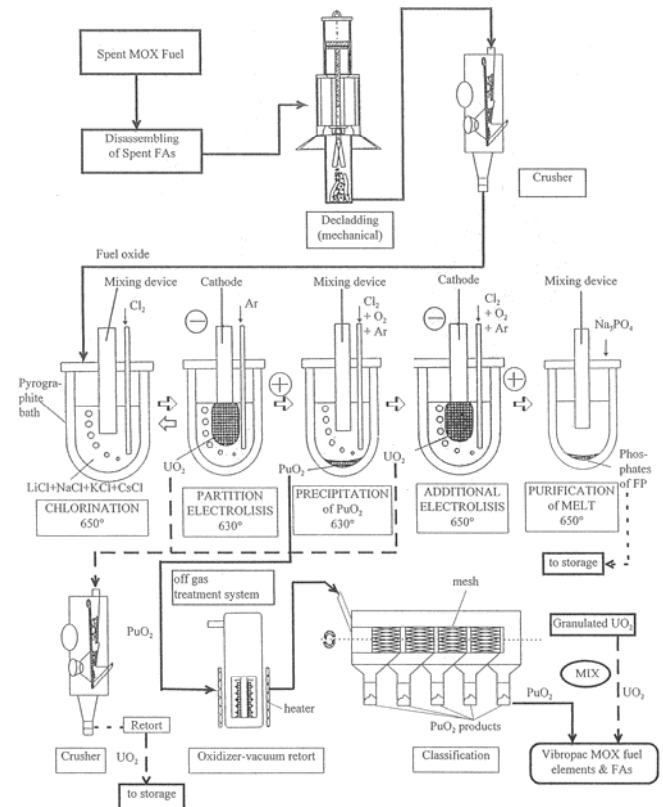 Spent MOX Fuel
Disassembling
of Spent FAs
Decladding
(mechanical)
Crusher
Fuel oxide
Mixing device
Cl₂
Cathode
Ar
Mixing device
Cl₂
+ O₂
+ Ar
Cathode
Cl₂
+ O₂
+ Ar
Mixing device
Na₃PO₄
−
+
−
+
Pyrogra-
phite
bath
UO₂
PuO₂
UO₂
Phos-
phates
of FP
LiCl+NaCl+KCl+CsCl
CHLORINATION
650°
PARTITION
ELECTROLISIS
630°
PRECIPITATION
of PuO₂
630°
ADDITIONAL
ELECTROLISIS
650°
PURIFICATION
of MELT
650°
to storage
off gas
treatment system
mesh
Granulated UO₂
PuO₂
MIX
heater
PuO₂
UO₂
Retort
PuO₂ products
Crusher
UO₂
Oxidizer-vacuum retort
Classification
Vibropac MOX fuel
elements & FAs
to storage